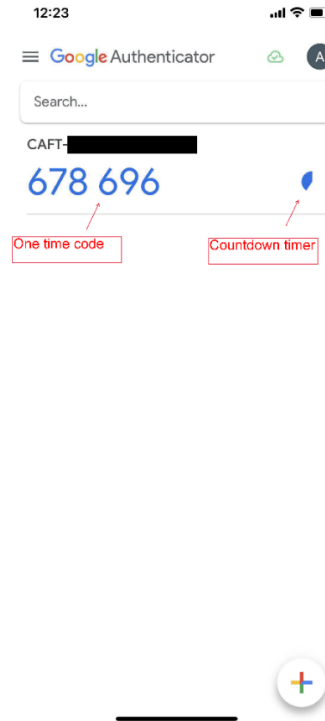 12:23
Google Authenticator
A
Search...
CAFT-
678 696
One time code
Countdown timer